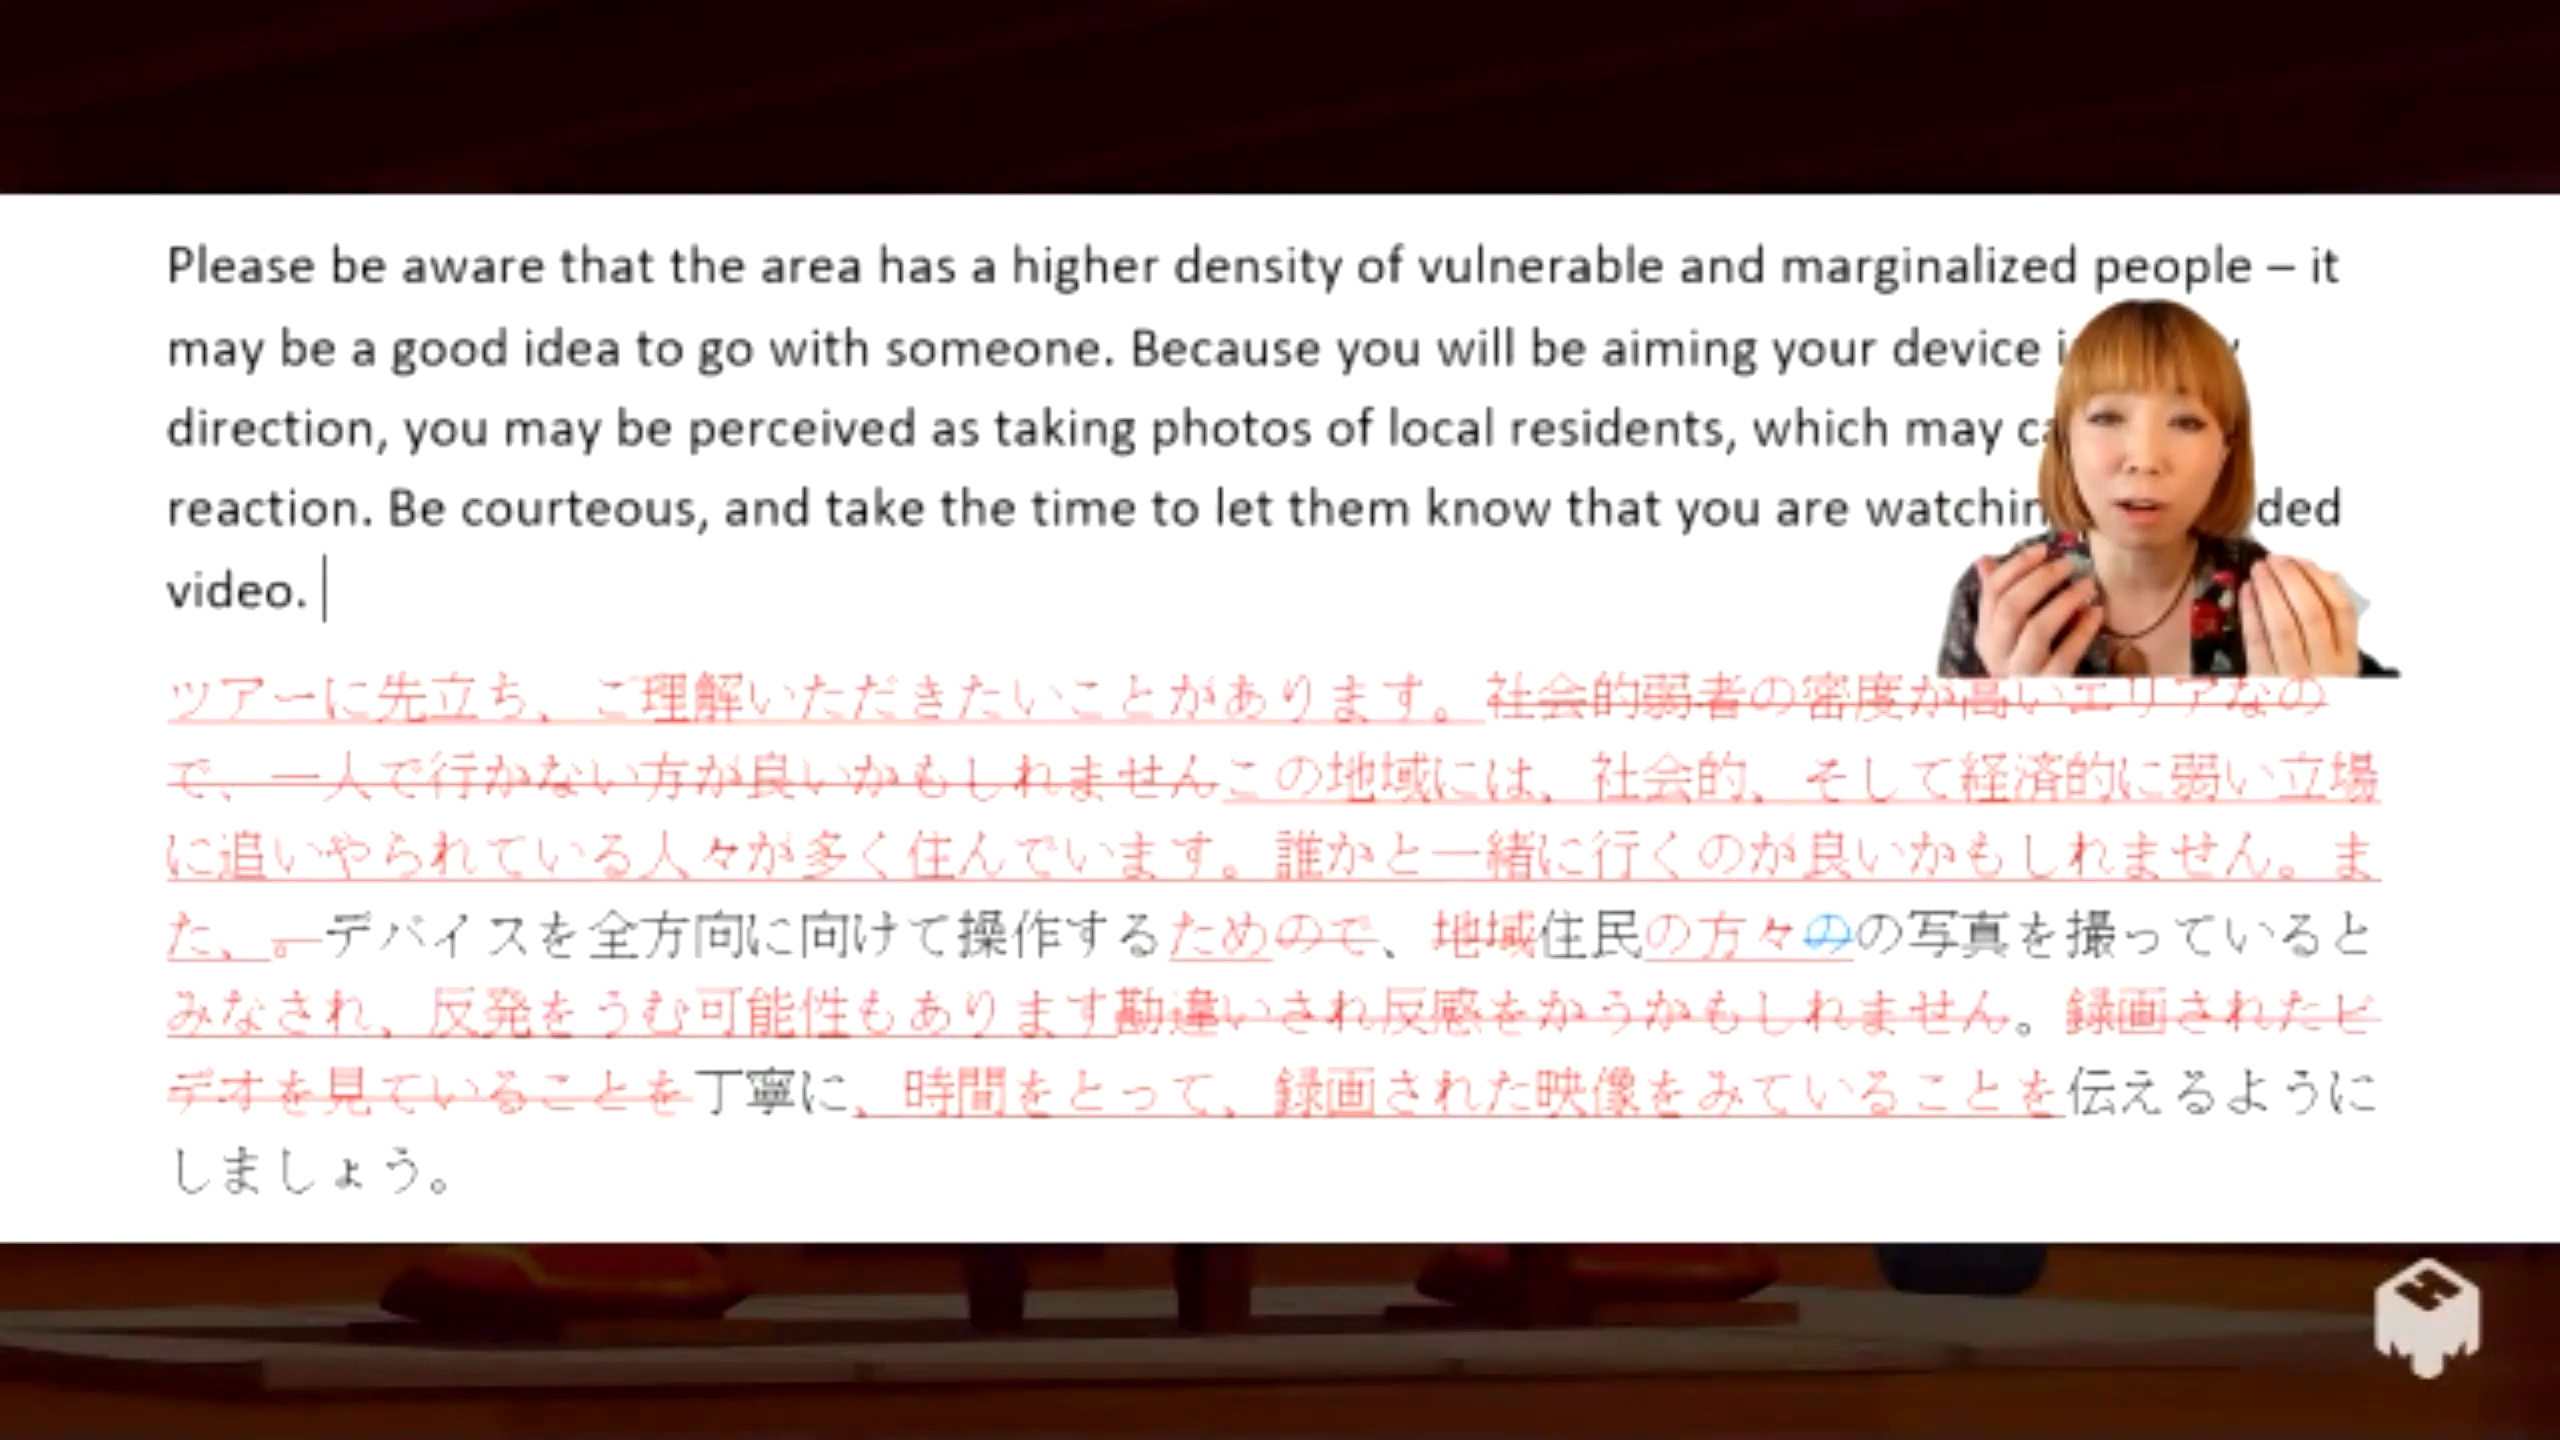 Please be aware that the area has a higher density of vulnerable and marginalized people – it
may be a good idea to go with someone. Because you will be aiming your device
direction, you may be perceived as taking photos of local residents, which may
reaction. Be courteous, and take the time to let them know that you are
video.
ツアーに先立ち、ご理解いただきたいことがあります。社会的弱者の密度が高いエリアなの
で、一人で行かない方が良いかもしれませんこの地域には、社会的、そして経済的に弱い立場
に追いやられている人々が多く住んでいます。誰かと一緒に行くのが良いかもしれません。ま
た、。デバイスを全方向に向けて操作するためので、地域住民の方々のの写真を撮っていると
みなされ、反発をうむ可能性もあります勘違いされ反感をかうかもしれません。録画されたビ
デオを見ていることを丁寧に、時間をとって、録画された映像をみていることを伝えるように
しましょう。